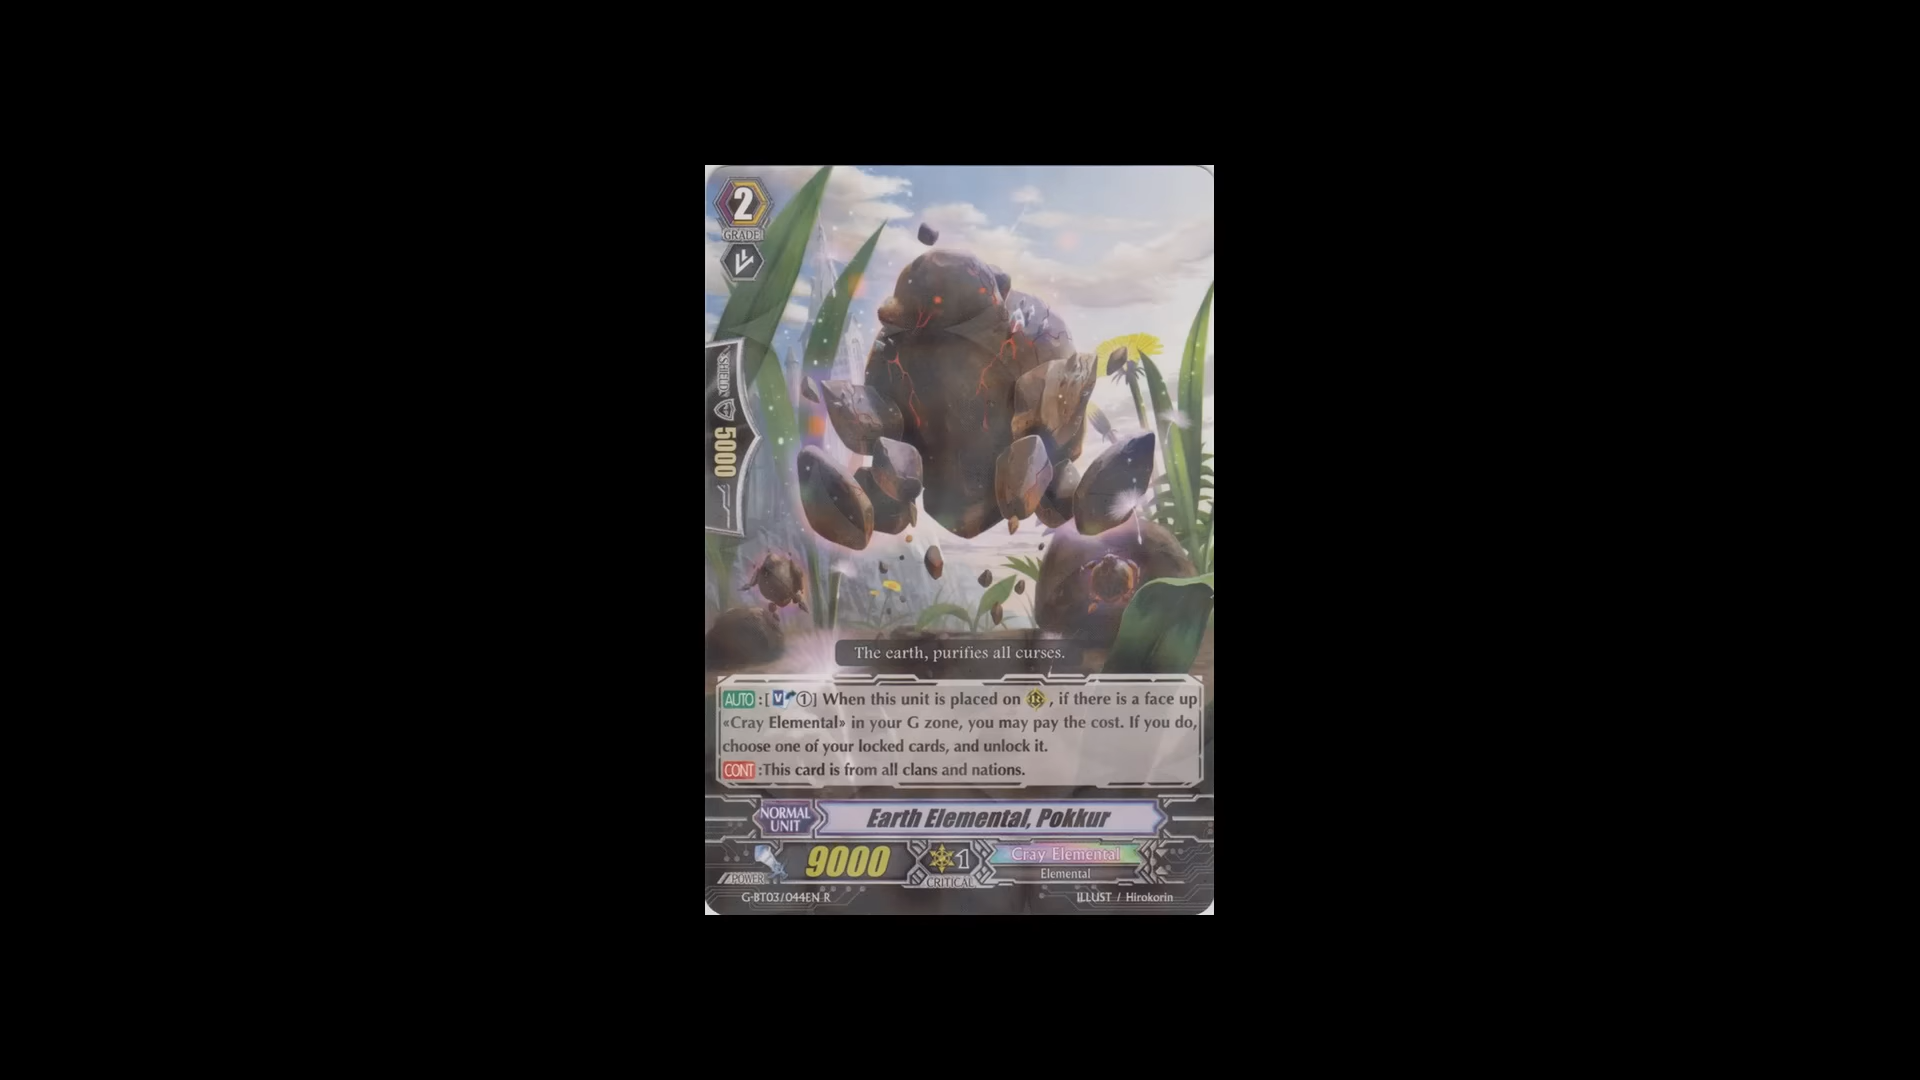 2
GRADE
SHIELD
5000
The earth, purifies all curses.
AUTO:[V①] When this unit is placed on R, if there is a face up
«Cray Elemental» in your G zone, you may pay the cost. If you do,
choose one of your locked cards, and unlock it.
CONT:This card is from all clans and nations.
NORMAL
UNIT
Earth Elemental, Pokkur
POWER
9000
1
CRITICAL
Cray Elemental
Elemental
G-BT03/044EN R
ILLUST / Hirokorin